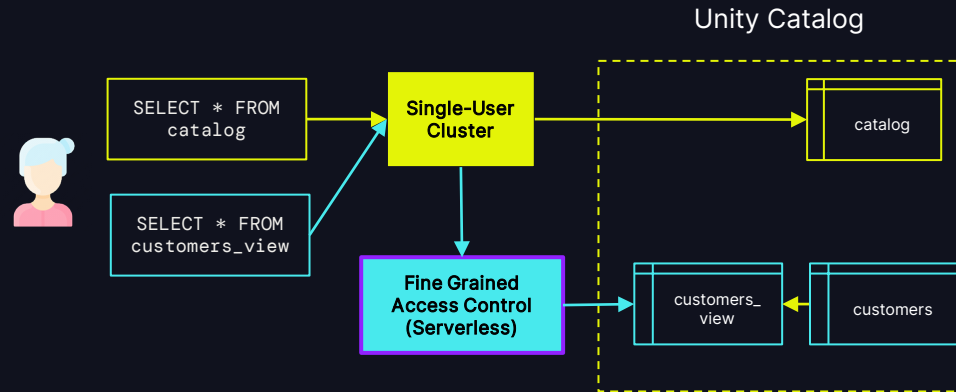 Unity Catalog
SELECT * FROM
catalog
Single-User
Cluster
catalog
SELECT * FROM
customers_view
Fine Grained
Access Control
(Serverless)
customers_
view
customers